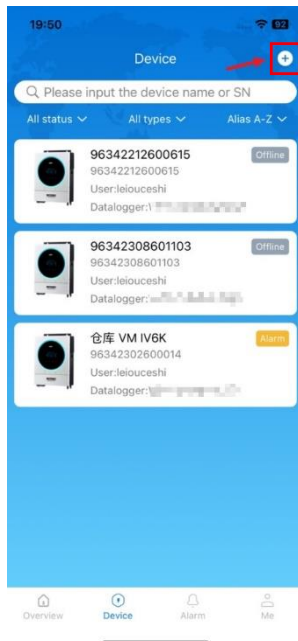 19:50
92
Device
Please input the device name or SN
All status
All types
Alias A-Z
96342212600615
Offline
96342212600615
User:leiouceshi
Datalogger:
96342308601103
Offline
96342308601103
User:leiouceshi
Datalogger:
仓库 VM IV6K
Alarm
96342302600014
User:leiouceshi
Datalogger:
Overview
Device
Alarm
Me